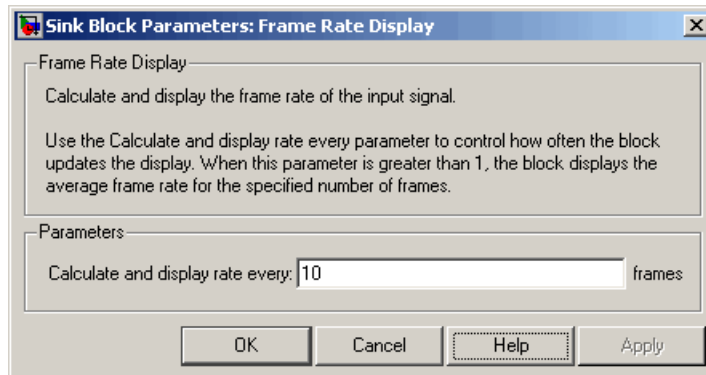 Sink Block Parameters: Frame Rate Display
Frame Rate Display
Calculate and display the frame rate of the input signal.
Use the Calculate and display rate every parameter to control how often the block
updates the display. When this parameter is greater than 1, the block displays the
average frame rate for the specified number of frames.
Parameters
Calculate and display rate every: 10 frames
OK Cancel Help Apply